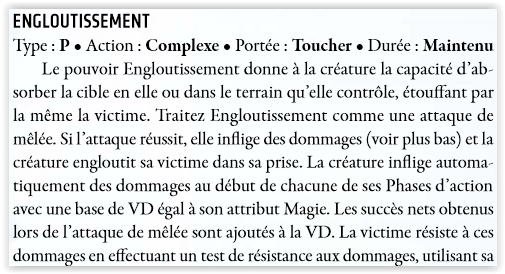 ENGLOUTISSEMENT
Type : P • Action : Complexe • Portée : Toucher • Durée : Maintenu
Le pouvoir Engloutissement donne à la créature la capacité d’ab-
sorber la cible en elle ou dans le terrain qu’elle contrôle, étouffant par
la même la victime. Traitez Engloutissement comme une attaque de
mêlée. Si l’attaque réussit, elle inflige des dommages (voir plus bas) et la
créature engloutit sa victime dans sa prise. La créature inflige automa-
tiquement des dommages au début de chacune de ses Phases d’action
avec une base de VD égal à son attribut Magie. Les succès nets obtenus
lors de l’attaque de mêlée sont ajoutés à la VD. La victime résiste à ces
dommages en effectuant un test de résistance aux dommages, utilisant sa